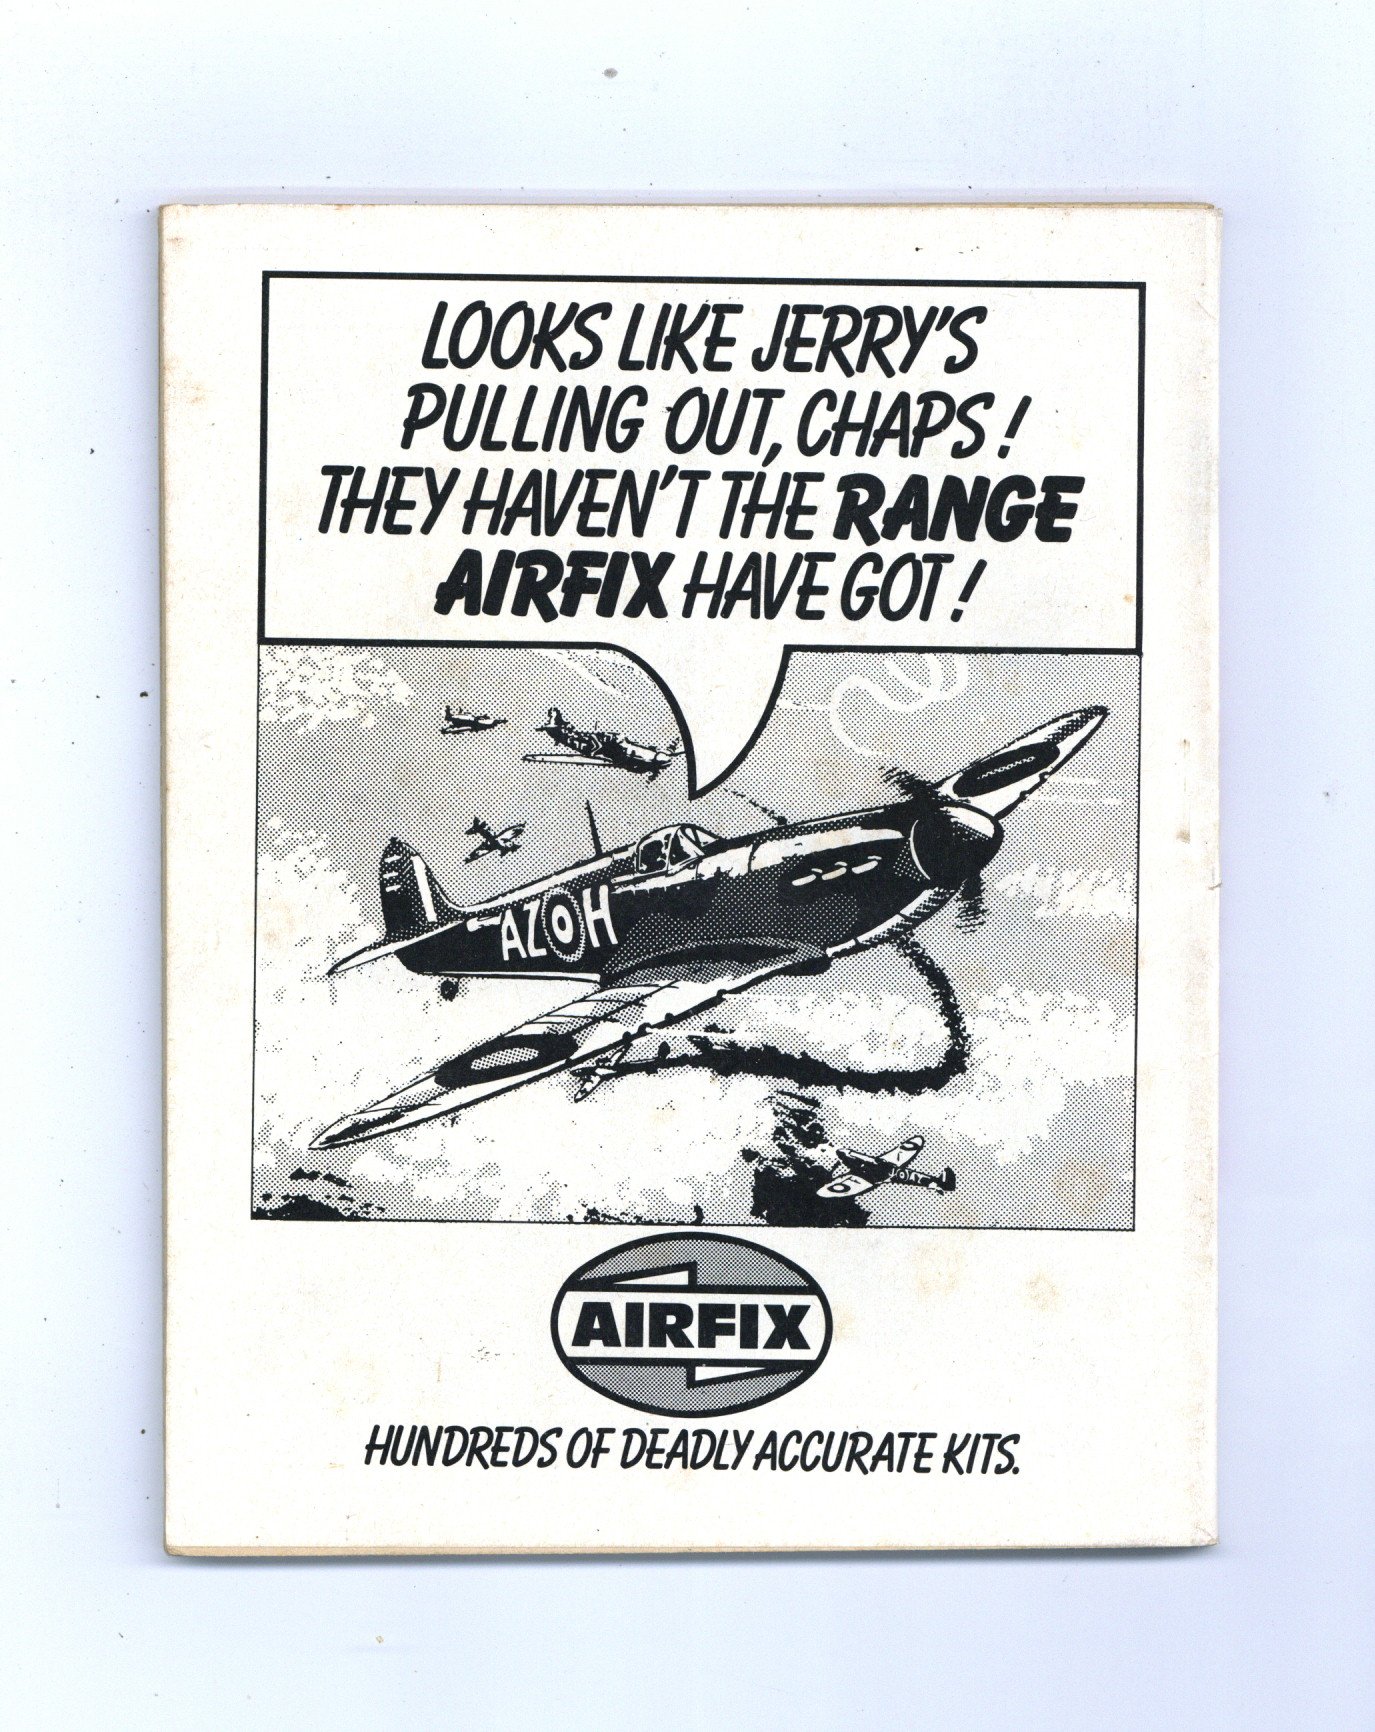 LOOKS LIKE JERRY'S
PULLING OUT, CHAPS!
THEY HAVEN'T THE RANGE
AIRFIX HAVE GOT!
AZ H
AIRFIX
HUNDREDS OF DEADLY ACCURATE KITS.